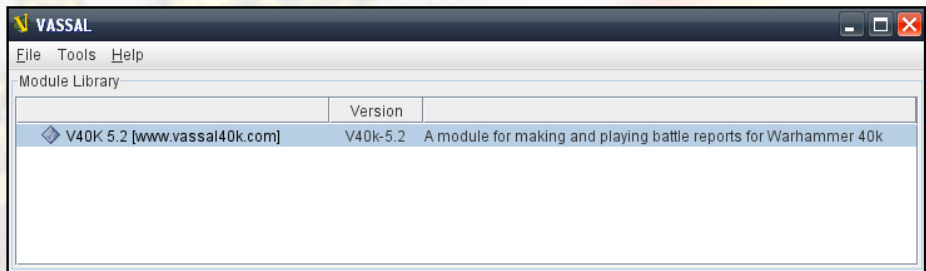 VASSAL
File Tools Help
Module Library
Version
V40K 5.2 [www.vassal40k.com] V40k-5.2 A module for making and playing battle reports for Warhammer 40k